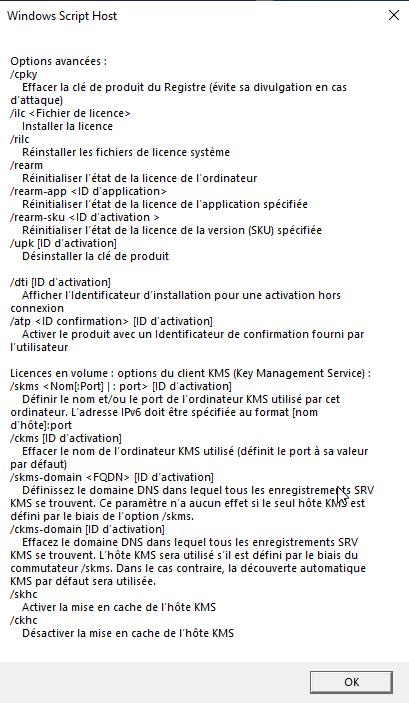 Windows Script Host
Options avancées :
/cpky
Effacer la clé de produit du Registre (évite sa divulgation en cas
d'attaque)
/ilc <Fichier de licence>
Installer la licence
/rilc
Réinstaller les fichiers de licence système
/rearm
Réinitialiser l'état de la licence de l'ordinateur
/rearm-app <ID d'application>
Réinitialiser l'état de la licence de l'application spécifiée
/rearm-sku <ID d'activation >
Réinitialiser l'état de la licence de la version (SKU) spécifiée
/upk [ID d'activation]
Désinstaller la clé de produit
/dti [ID d'activation]
Afficher l'Identificateur d'installation pour une activation hors
connexion
/atp <ID confirmation> [ID d'activation]
Activer le produit avec un Identificateur de confirmation fourni par
l'utilisateur
Licences en volume : options du client KMS (Key Management Service) :
/skms <Nom[:Port] | : port> [ID d'activation]
Définir le nom et/ou le port de l'ordinateur KMS utilisé par cet
ordinateur. L'adresse IPv6 doit être spécifiée au format [nom
d'hôte]:port
/ckms [ID d'activation]
Effacer le nom de l'ordinateur KMS utilisé (définit le port à sa valeur
par défaut)
/skms-domain <FQDN> [ID d'activation]
Définissez le domaine DNS dans lequel tous les enregistrements SRV
KMS se trouvent. Ce paramètre n'a aucun effet si le seul hôte KMS est
défini par le biais de l'option /skms.
/ckms-domain [ID d'activation]
Effacez le domaine DNS dans lequel tous les enregistrements SRV
KMS se trouvent. L'hôte KMS sera utilisé s'il est défini par le biais du
commutateur /skms. Dans le cas contraire, la découverte automatique
KMS par défaut sera utilisée.
/skhc
Activer la mise en cache de l'hôte KMS
/ckhc
Désactiver la mise en cache de l'hôte KMS
OK